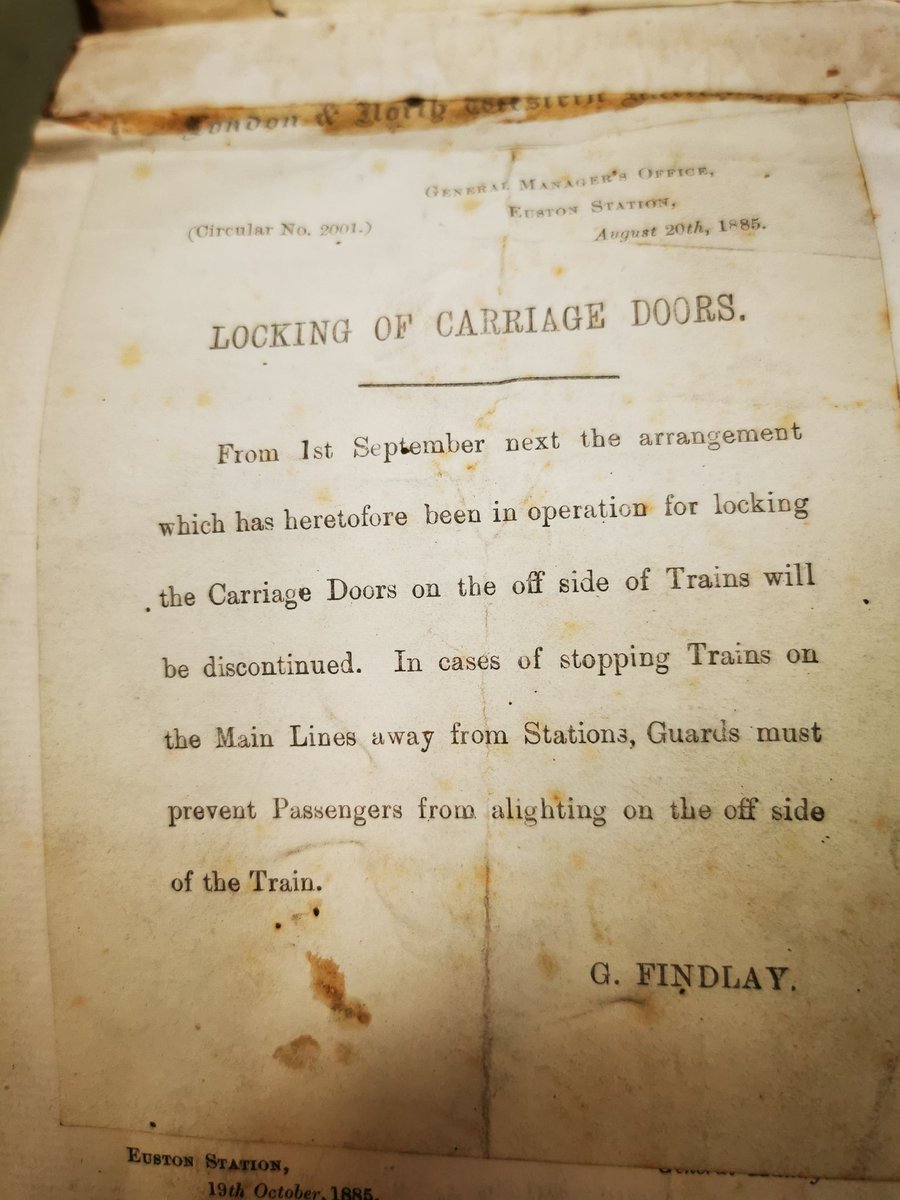 London & North Western
GENERAL MANAGER'S OFFICE,
EUSTON STATION,
(Circular No. 2001.)
August 20th, 1885.
LOCKING OF CARRIAGE DOORS.
From 1st September next the arrangement
which has heretofore been in operation for locking
the Carriage Doors on the off side of Trains will
be discontinued. In cases of stopping Trains on
the Main Lines away from Stations, Guards must
prevent Passengers from alighting on the off side
of the Train.
G. FINDLAY.
EUSTON STATION,
19th October, 1885.